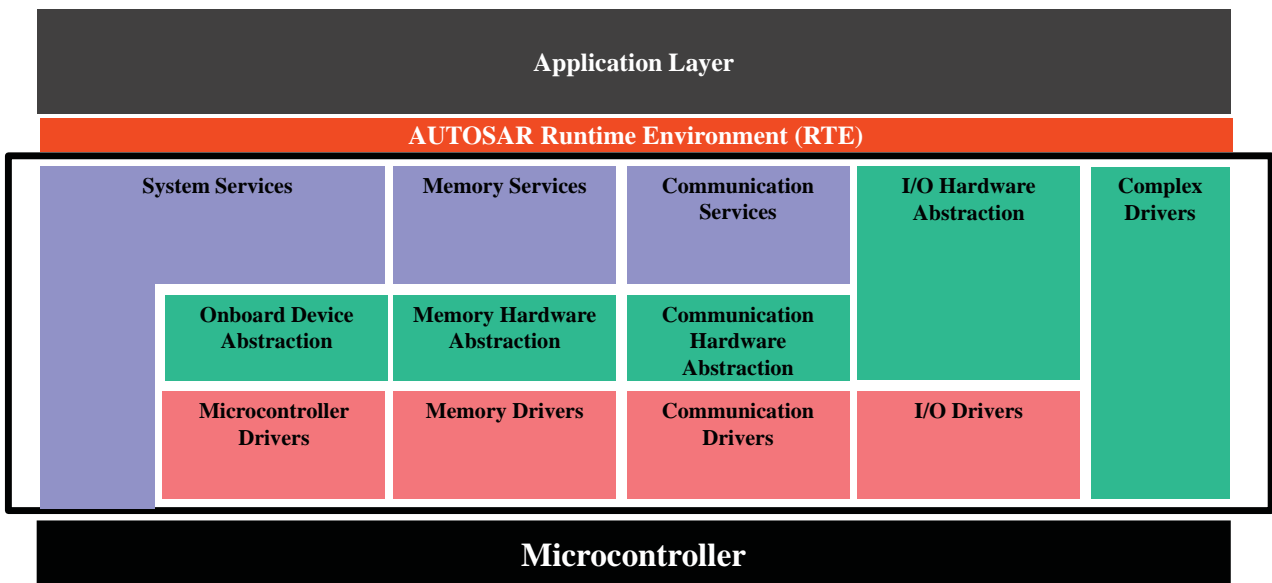 Application Layer
AUTOSAR Runtime Environment (RTE)
System Services
Memory Services
Communication
Services
I/O Hardware
Abstraction
Complex
Drivers
Onboard Device
Abstraction
Memory Hardware
Abstraction
Communication
Hardware
Abstraction
Microcontroller
Drivers
Memory Drivers
Communication
Drivers
I/O Drivers
Microcontroller